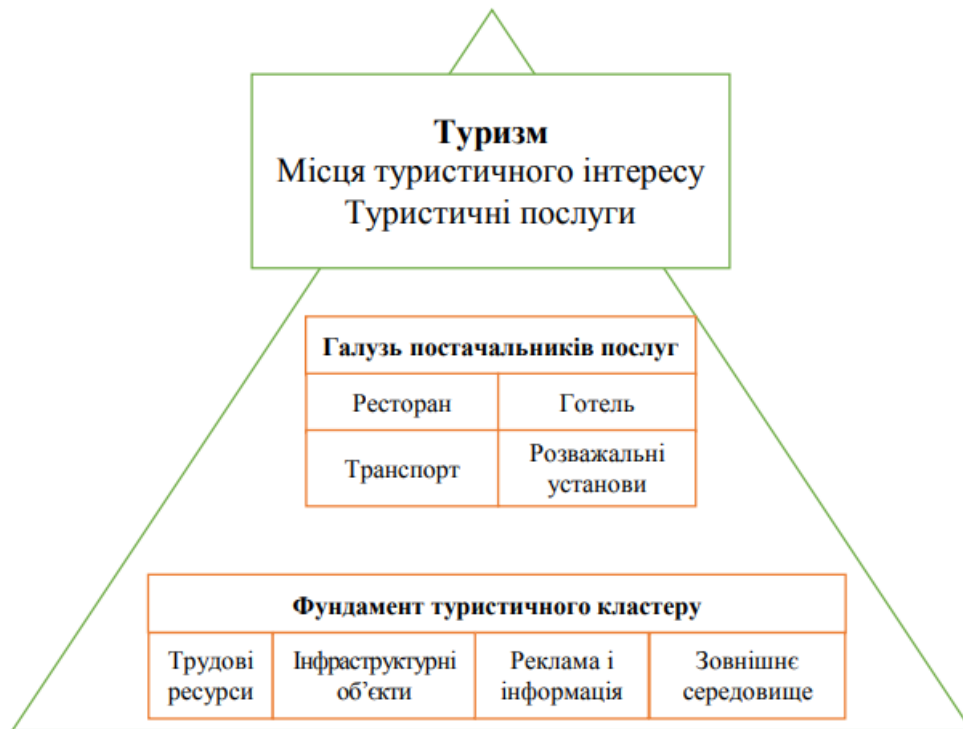 Туризм
Місця туристичного інтересу
Туристичні послуги
Галузь постачальників послуг
Ресторан
Готель
Транспорт
Розважальні
установи
Фундамент туристичного кластеру
Трудові
ресурси
Інфраструктурні
об’єкти
Реклама і
інформація
Зовнішнє
середовище